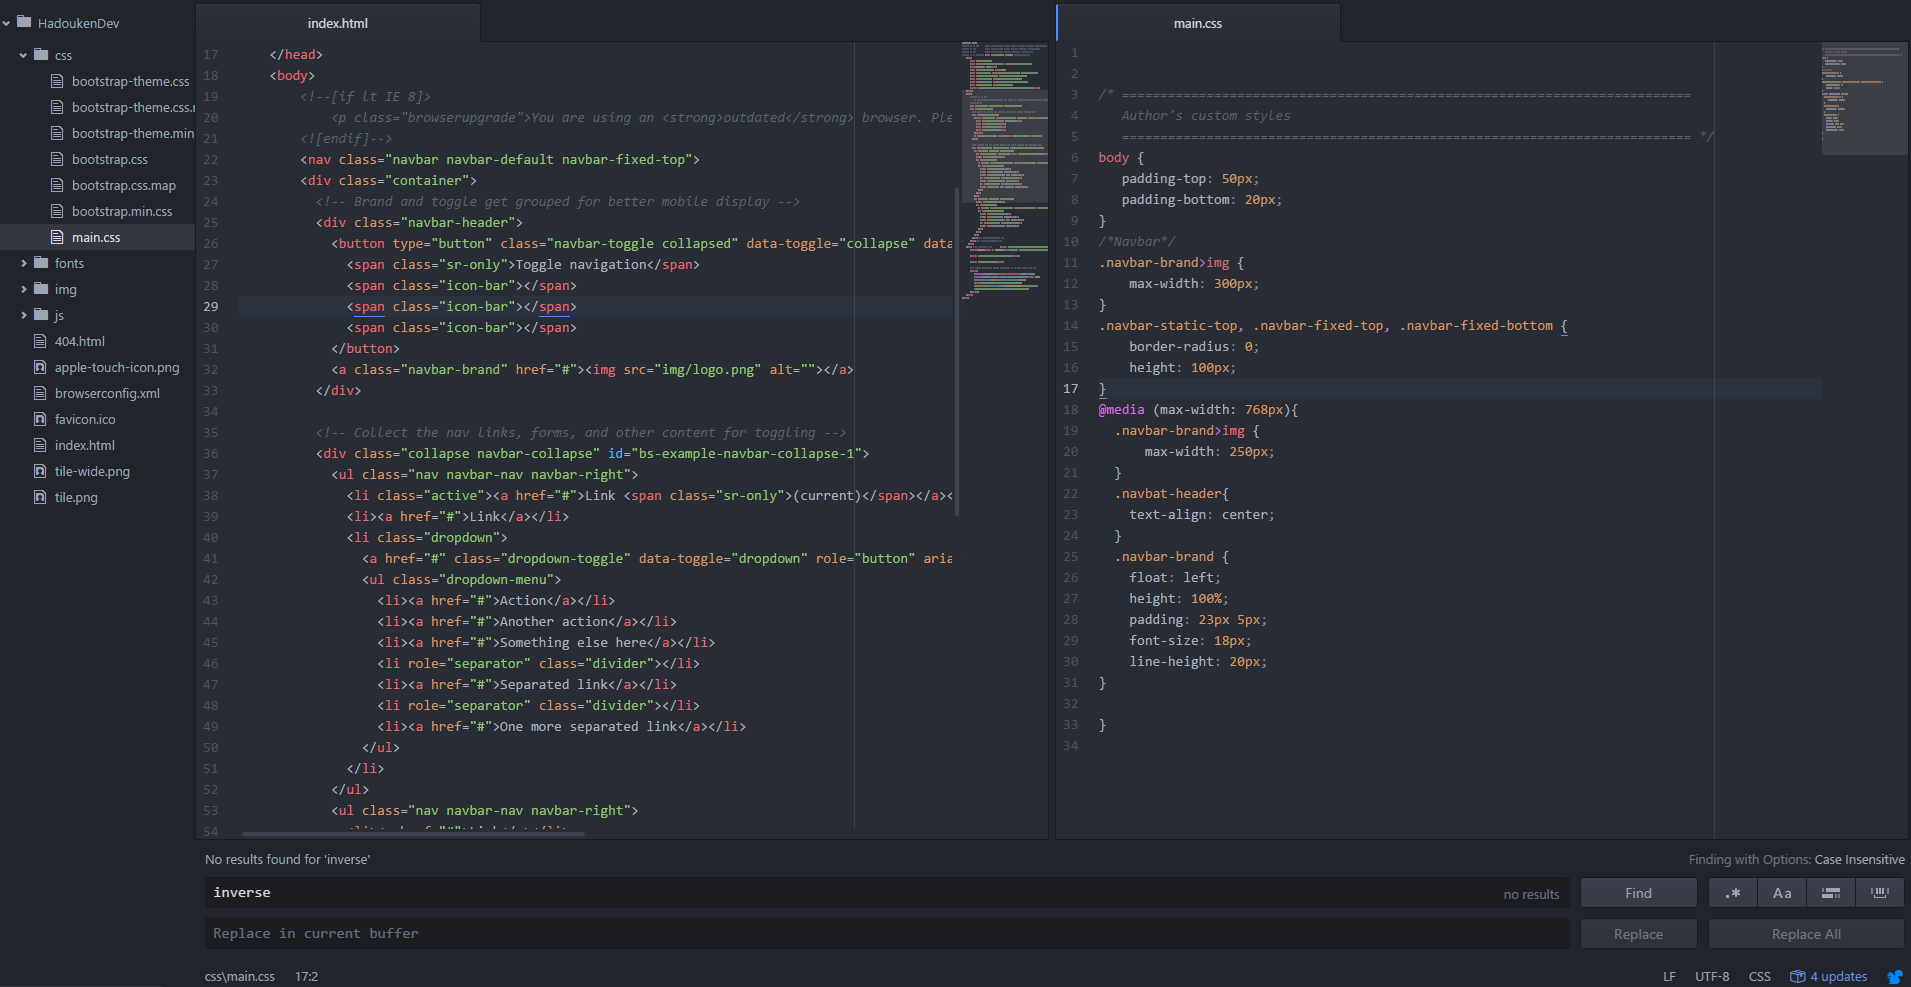 HadoukenDev
css
bootstrap-theme.css
bootstrap-theme.css.
bootstrap-theme.min
bootstrap.css
bootstrap.css.map
bootstrap.min.css
main.css
fonts
img
js
404.html
apple-touch-icon.png
browserconfig.xml
favicon.ico
index.html
tile-wide.png
tile.png
index.html
17 </head>
18 <body>
19 <!--[if lt IE 8]>
20 <p class="browserupgrade">You are using an <strong>outdated</strong> browser. Ple
21 <![endif]-->
22 <nav class="navbar navbar-default navbar-fixed-top">
23 <div class="container">
24 <!-- Brand and toggle get grouped for better mobile display -->
25 <div class="navbar-header">
26 <button type="button" class="navbar-toggle collapsed" data-toggle="collapse" data
27 <span class="sr-only">Toggle navigation</span>
28 <span class="icon-bar"></span>
29 <span class="icon-bar"></span>
30 <span class="icon-bar"></span>
31 </button>
32 <a class="navbar-brand" href="#"><img src="img/logo.png" alt=""></a>
33 </div>
34
35 <!-- Collect the nav links, forms, and other content for toggling -->
36 <div class="collapse navbar-collapse" id="bs-example-navbar-collapse-1">
37 <ul class="nav navbar-nav navbar-right">
38 <li class="active"><a href="#">Link <span class="sr-only">(current)</span></a><
39 <li><a href="#">Link</a></li>
40 <li class="dropdown">
41 <a href="#" class="dropdown-toggle" data-toggle="dropdown" role="button" aria
42 <ul class="dropdown-menu">
43 <li><a href="#">Action</a></li>
44 <li><a href="#">Another action</a></li>
45 <li><a href="#">Something else here</a></li>
46 <li role="separator" class="divider"></li>
47 <li><a href="#">Separated link</a></li>
48 <li role="separator" class="divider"></li>
49 <li><a href="#">One more separated link</a></li>
50 </ul>
51 </li>
52 </ul>
53 <ul class="nav navbar-nav navbar-right">
54
main.css
1
2
3 /* ==========================================================================
4 Author's custom styles
5 ========================================================================== */
6 body {
7 padding-top: 50px;
8 padding-bottom: 20px;
9 }
10 /*Navbar*/
11 .navbar-brand>img {
12 max-width: 300px;
13 }
14 .navbar-static-top, .navbar-fixed-top, .navbar-fixed-bottom {
15 border-radius: 0;
16 height: 100px;
17 }
18 @media (max-width: 768px){
19 .navbar-brand>img {
20 max-width: 250px;
21 }
22 .navbat-header{
23 text-align: center;
24 }
25 .navbar-brand {
26 float: left;
27 height: 100%;
28 padding: 23px 5px;
29 font-size: 18px;
30 line-height: 20px;
31 }
32
33 }
34
No results found for 'inverse'
Finding with Options: Case Insensitive
inverse
no results
Find
.*
Aa
Replace in current buffer
Replace
Replace All
css\main.css
17:2
LF
UTF-8
CSS
4 updates